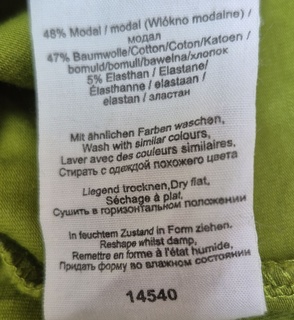 48% Modal / modal (Włókno modalne) /
модал
47% Baumwolle/Cotton/Coton/Katoen /
bomuld/bomull/bawełna/хлопок
5% Elasthan / Elastane/
Élasthanne / elastaan /
elastan / эластан
Mit ähnlichen Farben waschen,
Wash with similar colours,
Laver avec des couleurs similaires,
Стирать с одеждой похожего цвета
Liegend trocknen,Dry flat,
Séchage à plat,
Сушить в горизонтальном положении
In feuchtem Zustand in Form ziehen.
Reshape whilst damp,
Remettre en forme à l'état humide,
Придать форму во влажном состоянии
14540